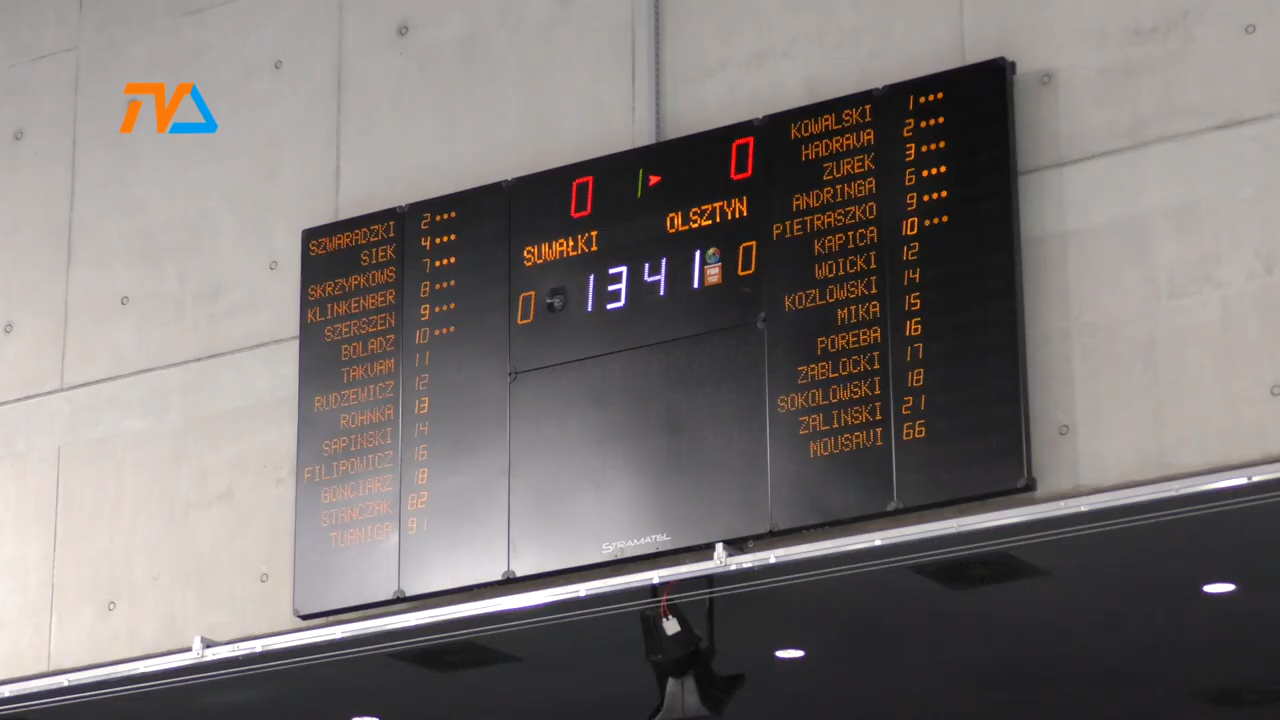 TVA
0 1 0
SUWAŁKI OLSZTYN
0 1341 0
SZWARADZKI 2
SIEK 4
SKRZYPKOWS 7
KLINKENBER 8
SZERSZEN 9
BOLADZ 10
TAKVAM 11
RUDZEWICZ 12
ROHNKA 13
SAPINSKI 14
FILIPOWICZ 16
GONCIARZ 18
STANCZAK 82
TURNIGA 91
KOWALSKI 1
HADRAVA 2
ZUREK 3
ANDRINGA 6
PIETRASZKO 9
KAPICA 10
WOICKI 12
KOZLOWSKI 14
MIKA 15
POREBA 16
ZABLOCKI 17
SOKOLOWSKI 18
ZALINSKI 21
MOUSAVI 66
STRAMATEL